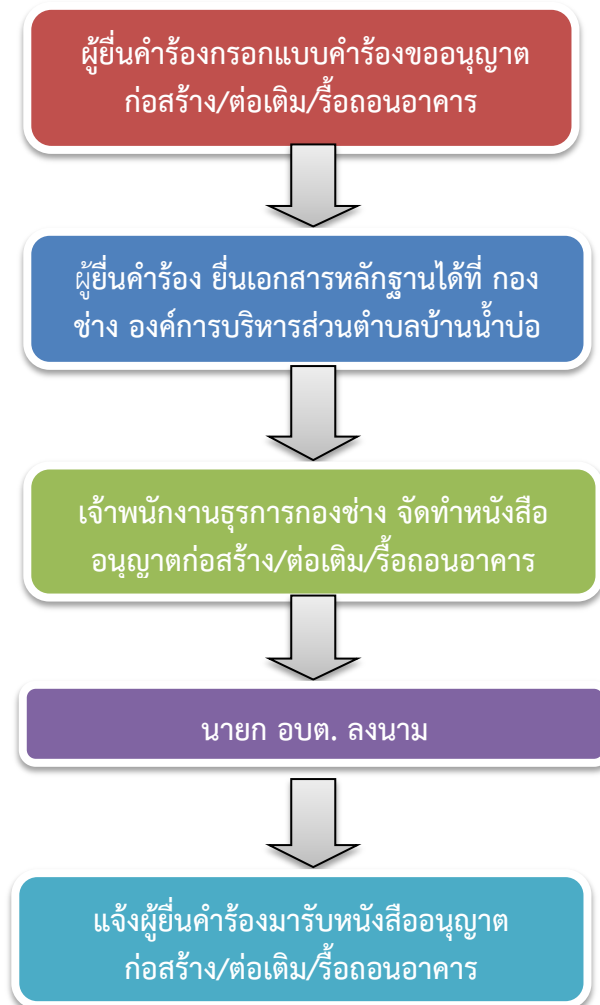 ผู้ยื่นคำร้องกรอกแบบคำร้องขออนุญาต
ก่อสร้าง/ต่อเติม/รื้อถอนอาคาร
ผู้ยื่นคำร้อง ยื่นเอกสารหลักฐานได้ที่ กอง
ช่าง องค์การบริหารส่วนตำบลบ้านน้ำบ่อ
เจ้าพนักงานธุรการกองช่าง จัดทำหนังสือ
อนุญาตก่อสร้าง/ต่อเติม/รื้อถอนอาคาร
นายก อบต. ลงนาม
แจ้งผู้ยื่นคำร้องมารับหนังสืออนุญาต
ก่อสร้าง/ต่อเติม/รื้อถอนอาคาร